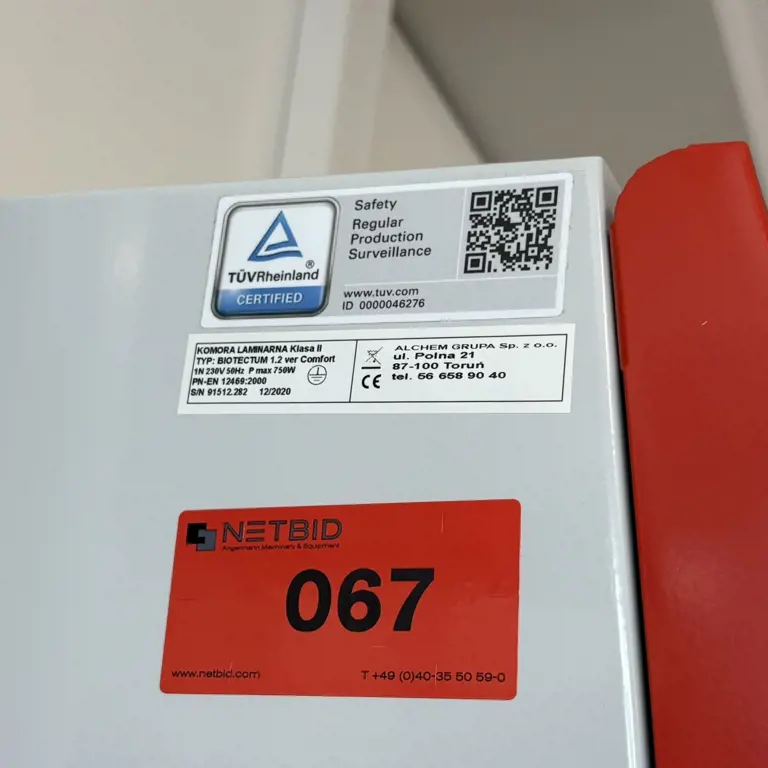 Safety
Regular
Production
Surveillance
TÜVRheinland®
CERTIFIED
www.tuv.com
ID 0000046276
KOMORA LAMINARNA Klasa II
TYP: BIOTECTUM 1.2 ver Comfort
1N 230V 50Hz P max 750W
PN-EN 12469:2000
S/N 91512.282 12/2020
ALCHEM GRUPA Sp. z o.o.
ul. Polna 21
87-100 Toruń
tel. 56 658 90 40
CE
NETBID
Angermann Machinery & Equipment
067
www.netbid.com
T +49 (0)40-35 50 59-0